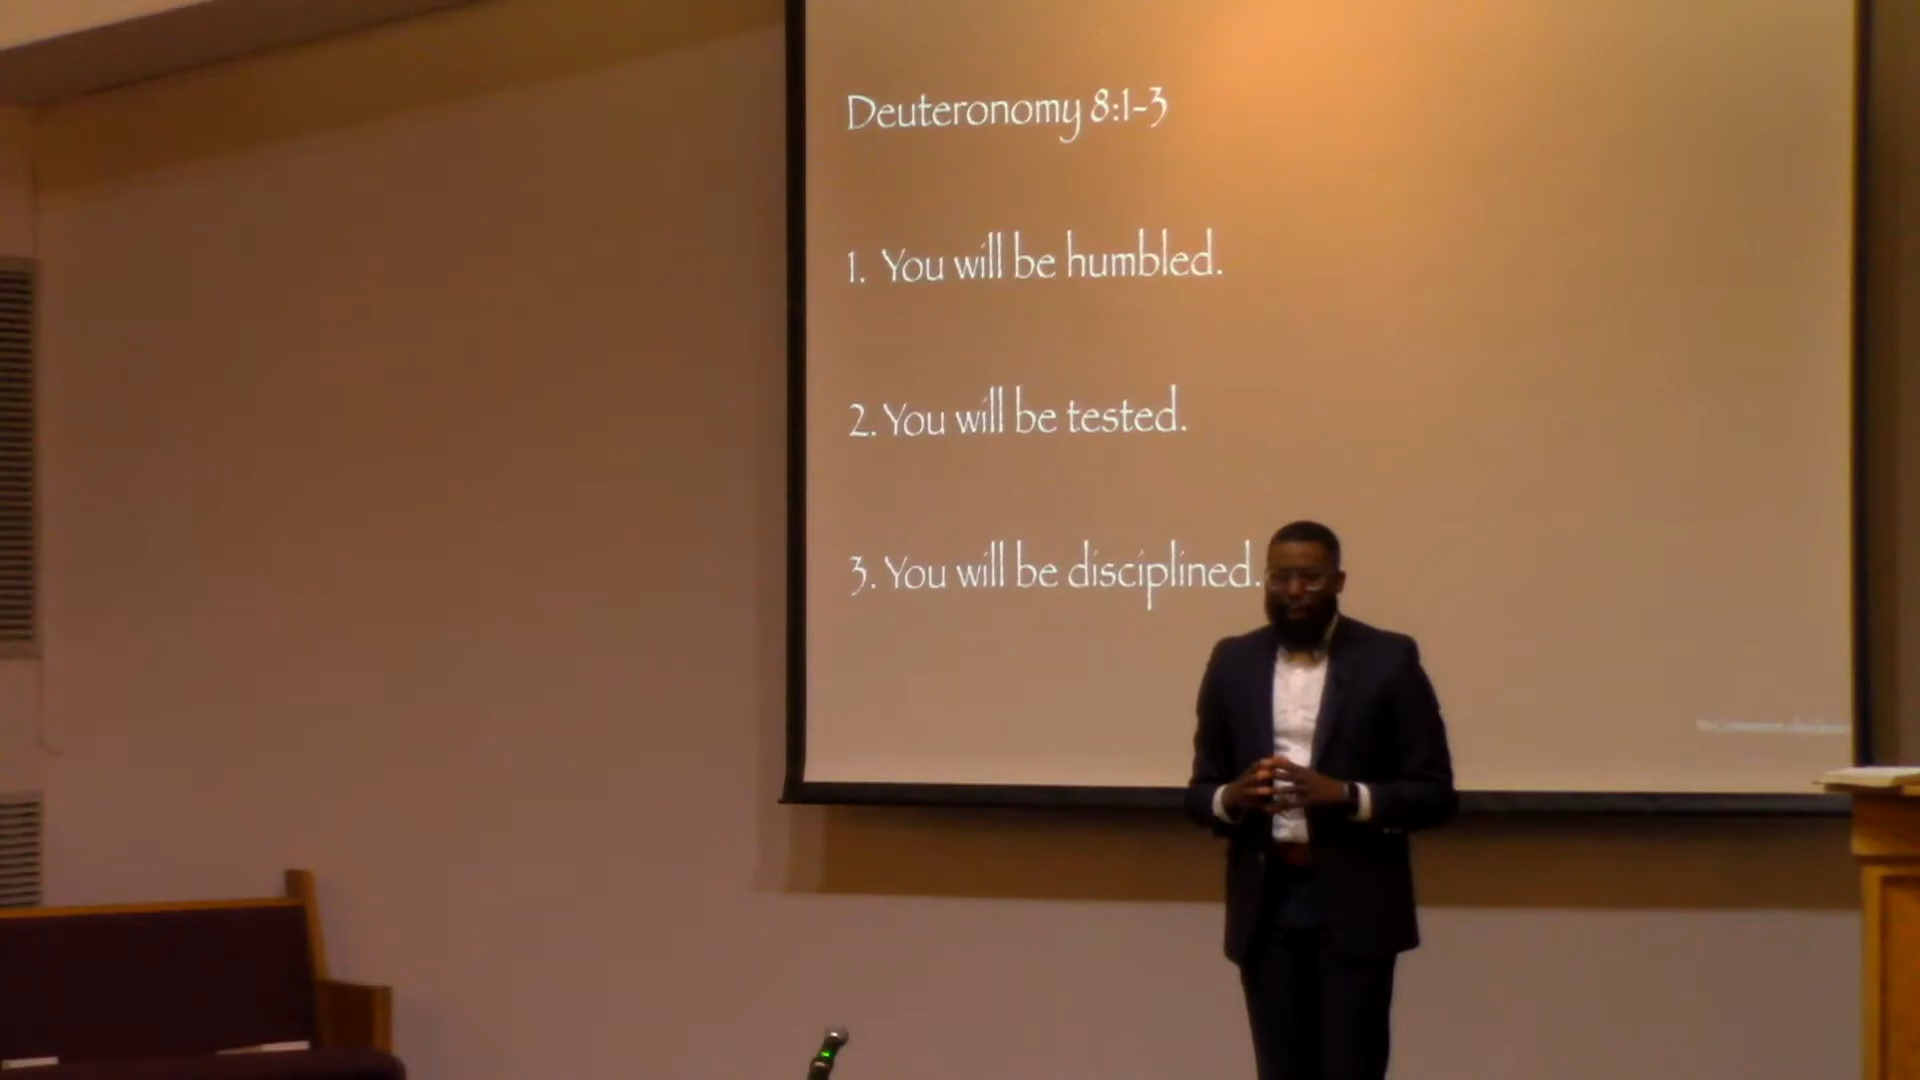 Deuteronomy 8:1-3
1. You will be humbled.
2. You will be tested.
3. You will be disciplined.